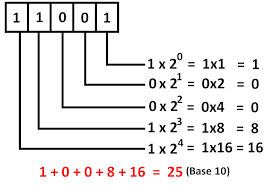 1 1 0 0 1
1 x 2⁰ = 1x1 = 1
0 x 2¹ = 0x2 = 0
0 x 2² = 0x4 = 0
1 x 2³ = 1x8 = 8
1 x 2⁴ = 1x16 = 16
1 + 0 + 0 + 8 + 16 = 25 (Base 10)